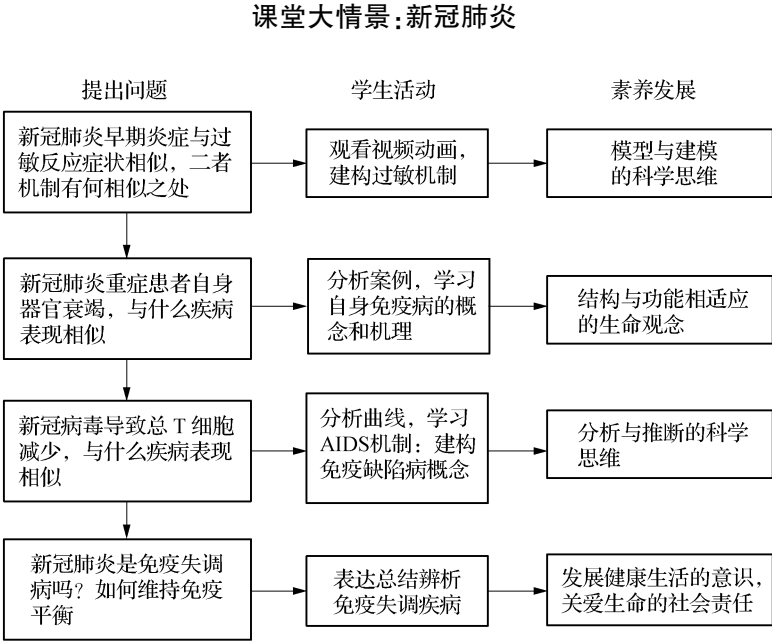 课堂大情景：新冠肺炎
提出问题
学生活动
素养发展
新冠肺炎早期炎症与过
敏反应症状相似，二者
机制有何相似之处
观看视频动画，
建构过敏机制
模型与建模
的科学思维
新冠肺炎重症患者自身
器官衰竭，与什么疾病
表现相似
分析案例，学习
自身免疫病的概
念和机理
结构与功能相适应
的生命观念
新冠病毒导致总 T 细胞
减少，与什么疾病表现
相似
分析曲线，学习
AIDS机制：建构
免疫缺陷病概念
分析与推断的科学
思维
新冠肺炎是免疫失调
病吗？如何维持免疫
平衡
表达总结辨析
免疫失调疾病
发展健康生活的意识，
关爱生命的社会责任